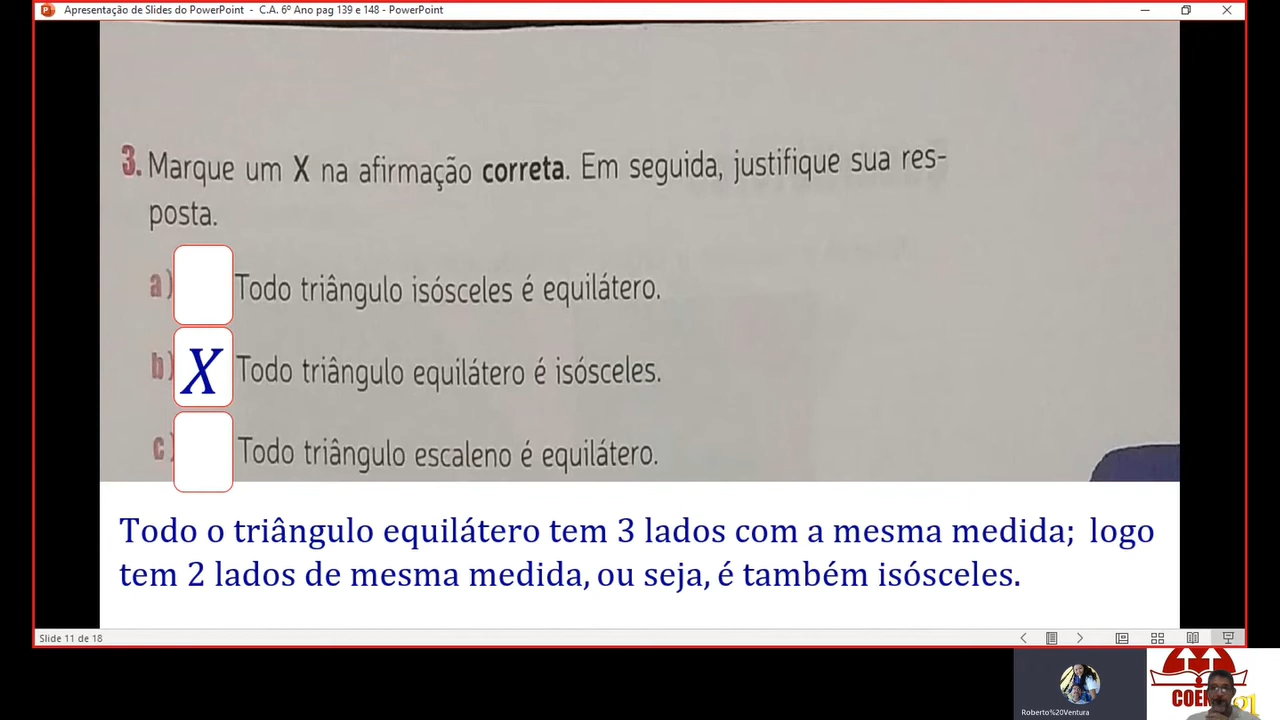 Apresentação de Slides do PowerPoint - C.A. 6º Ano pag 139 e 148 - PowerPoint
3. Marque um X na afirmação correta. Em seguida, justifique sua res-
posta.
a) Todo triângulo isósceles é equilátero.
b) X Todo triângulo equilátero é isósceles.
c) Todo triângulo escaleno é equilátero.
Todo o triângulo equilátero tem 3 lados com a mesma medida; logo
tem 2 lados de mesma medida, ou seja, é também isósceles.
Slide 11 de 18
Roberto%20Ventura